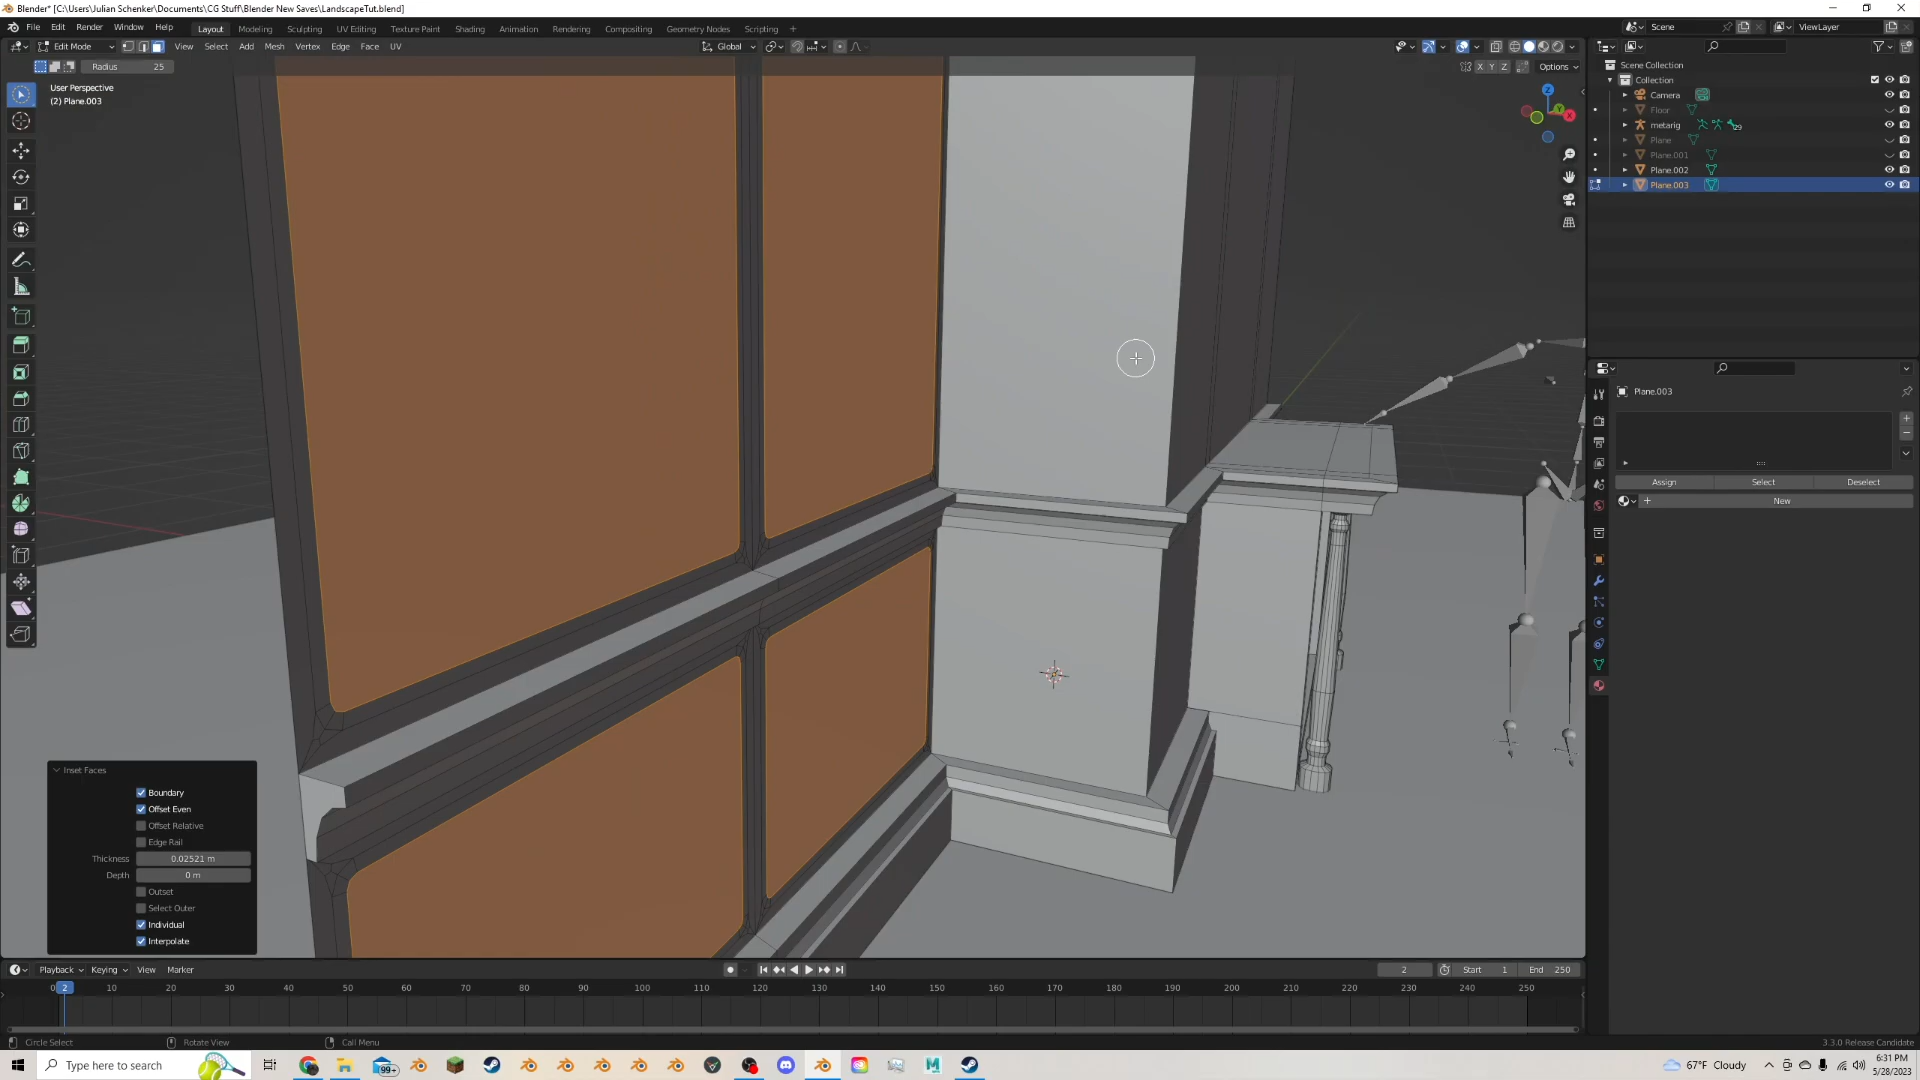 Blender* [C:\Users\Julian Schenker\Documents\CG Stuff\Blender New Saves\LandscapeTut.blend]
File Edit Render Window Help Layout Modeling Sculpting UV Editing Texture Paint Shading Animation Rendering Compositing Geometry Nodes Scripting + Scene ViewLayer
Edit Mode View Select Add Mesh Vertex Edge Face UV Global
Radius 25 X Y Z Options
User Perspective
(2) Plane.003
Z
Y
X
Scene Collection
Collection
Camera
Floor
metarig 29
Plane
Plane.001
Plane.002
Plane.003
Plane.003
Assign Select Deselect
New
Inset Faces
Boundary
Offset Even
Offset Relative
Edge Rail
Thickness 0.02521 m
Depth 0 m
Outset
Select Outer
Individual
Interpolate
Playback Keying View Marker 2 Start 1 End 250
0 2 10 20 30 40 50 60 70 80 90 100 110 120 130 140 150 160 170 180 190 200 210 220 230 240 250
Circle Select Rotate View Call Menu 3.3.0 Release Candidate
Type here to search 99+ 67°F Cloudy 6:31 PM
5/28/2023